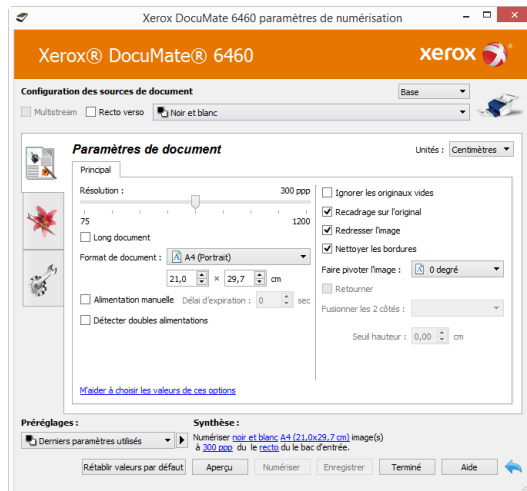 Xerox DocuMate 6460 paramètres de numérisation
Xerox® DocuMate® 6460
xerox
Configuration des sources de document
Base
Multistream
Recto verso
Noir et blanc
Paramètres de document
Unités :
Centimètres
Principal
Résolution :
300 ppp
75
1200
Long document
Format de document :
A4 (Portrait)
21,0 × 29,7 cm
Alimentation manuelle
Délai d'expiration : 0 sec
Détecter doubles alimentations
Ignorer les originaux vides
Recadrage sur l'original
Redresser l'image
Nettoyer les bordures
Faire pivoter l'image :
0 degré
Retourner
Fusionner les 2 côtés :
Seuil hauteur : 0,00 cm
M'aider à choisir les valeurs de ces options
Préréglages :
Derniers paramètres utilisés
Synthèse :
Numériser noir et blanc A4 (21,0x29,7 cm) image(s)
à 300 ppp du le recto du le bac d'entrée.
Rétablir valeurs par défaut
Aperçu
Numériser
Enregistrer
Terminé
Aide